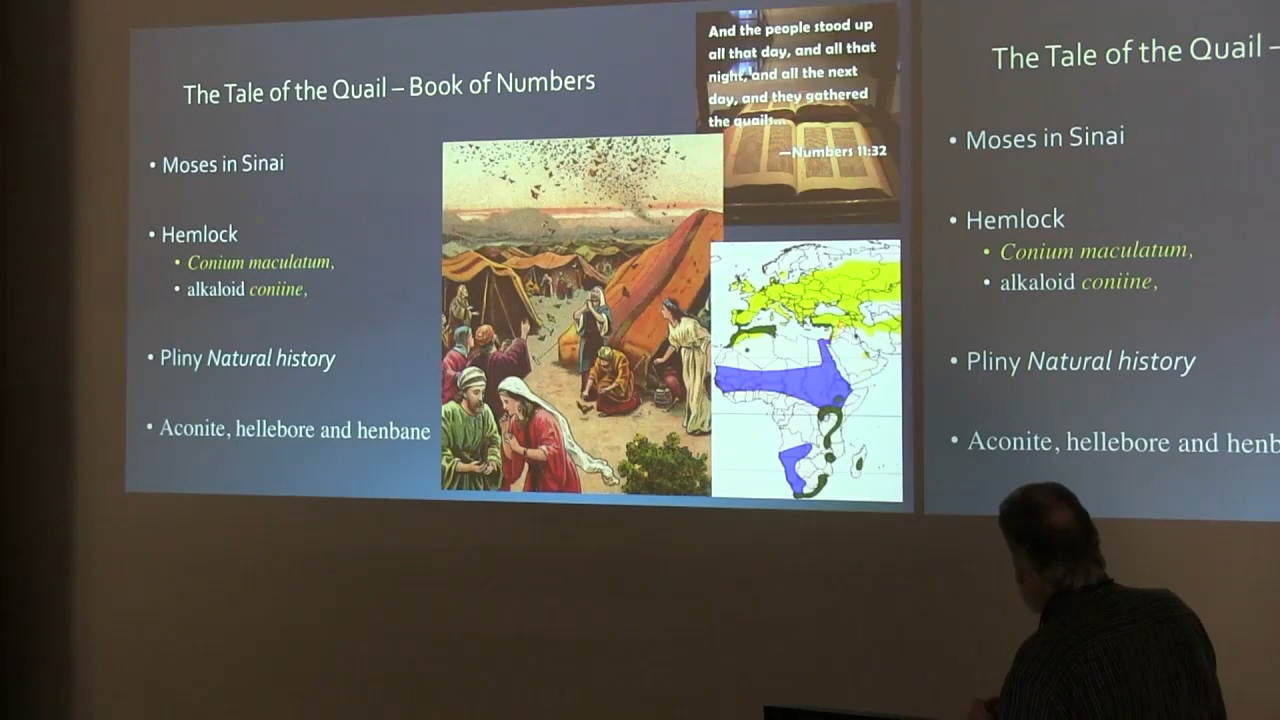 The Tale of the Quail – Book of Numbers
• Moses in Sinai
• Hemlock
• Conium maculatum,
• alkaloid coniine,
• Pliny Natural history
• Aconite, hellebore and henbane
And the people stood up
all that day, and all that
night, and all the next
day, and they gathered
the quails...
—Numbers 11:32
?
The Tale of the Quail –
• Moses in Sinai
• Hemlock
• Conium maculatum,
• alkaloid coniine,
• Pliny Natural history
• Aconite, hellebore and henb